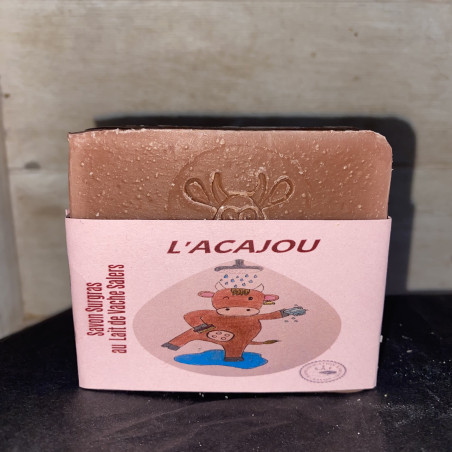 L'ACAJOU
Savon Surgras
au Lait de Vache Salers